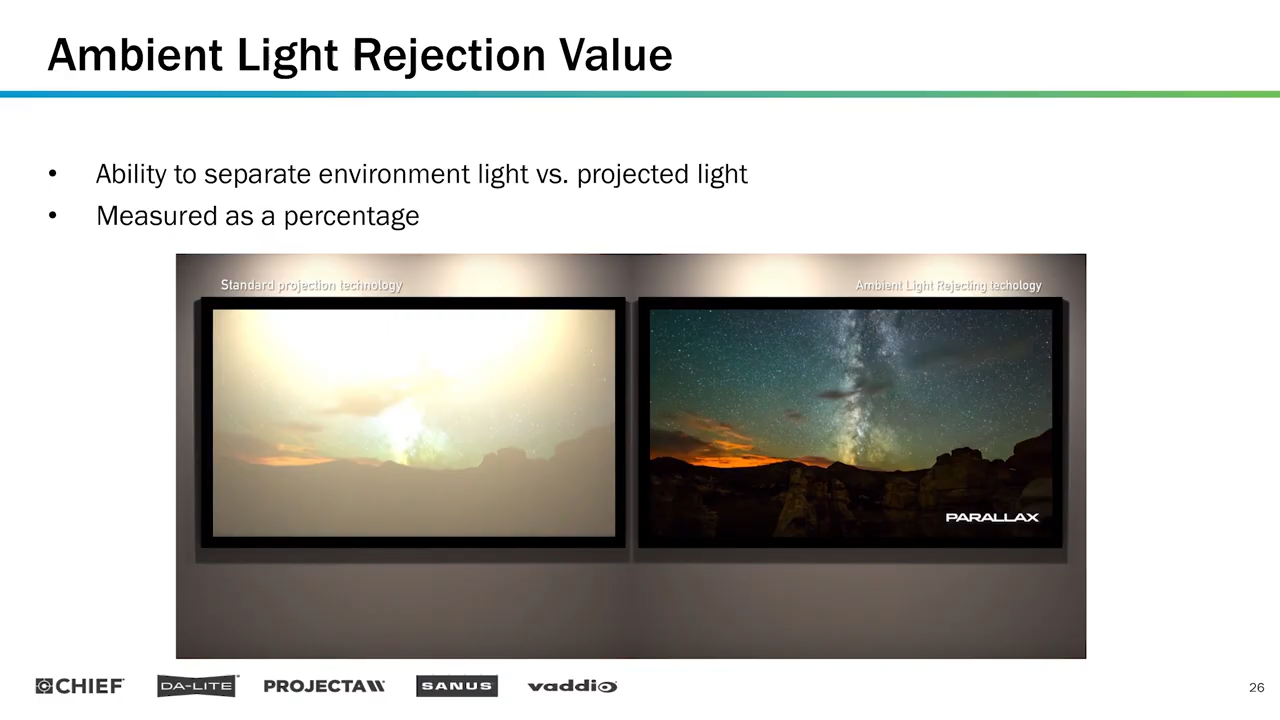 Ambient Light Rejection Value
• Ability to separate environment light vs. projected light
• Measured as a percentage
Standard projection technology
Ambient Light Rejecting techology
PARALLAX
CHIEF
DA-LITE
PROJECTA
SANUS
vaddio
26